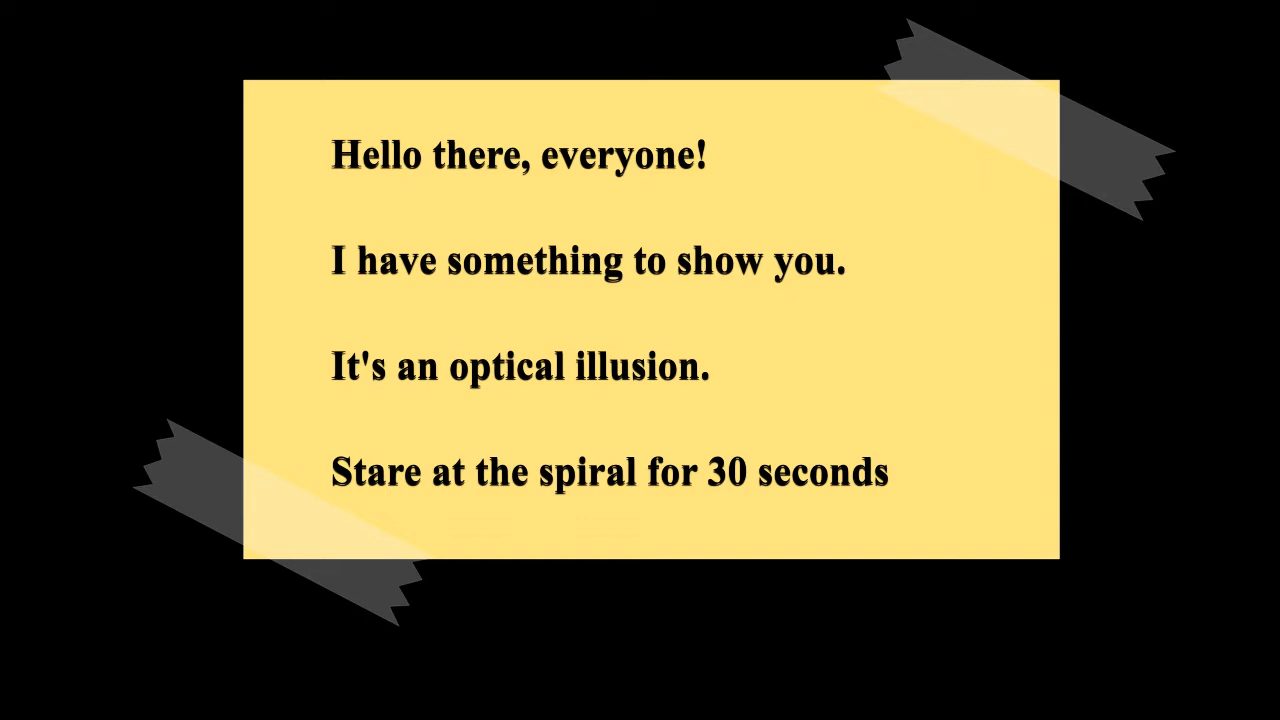 Hello there, everyone!
I have something to show you.
It's an optical illusion.
Stare at the spiral for 30 seconds